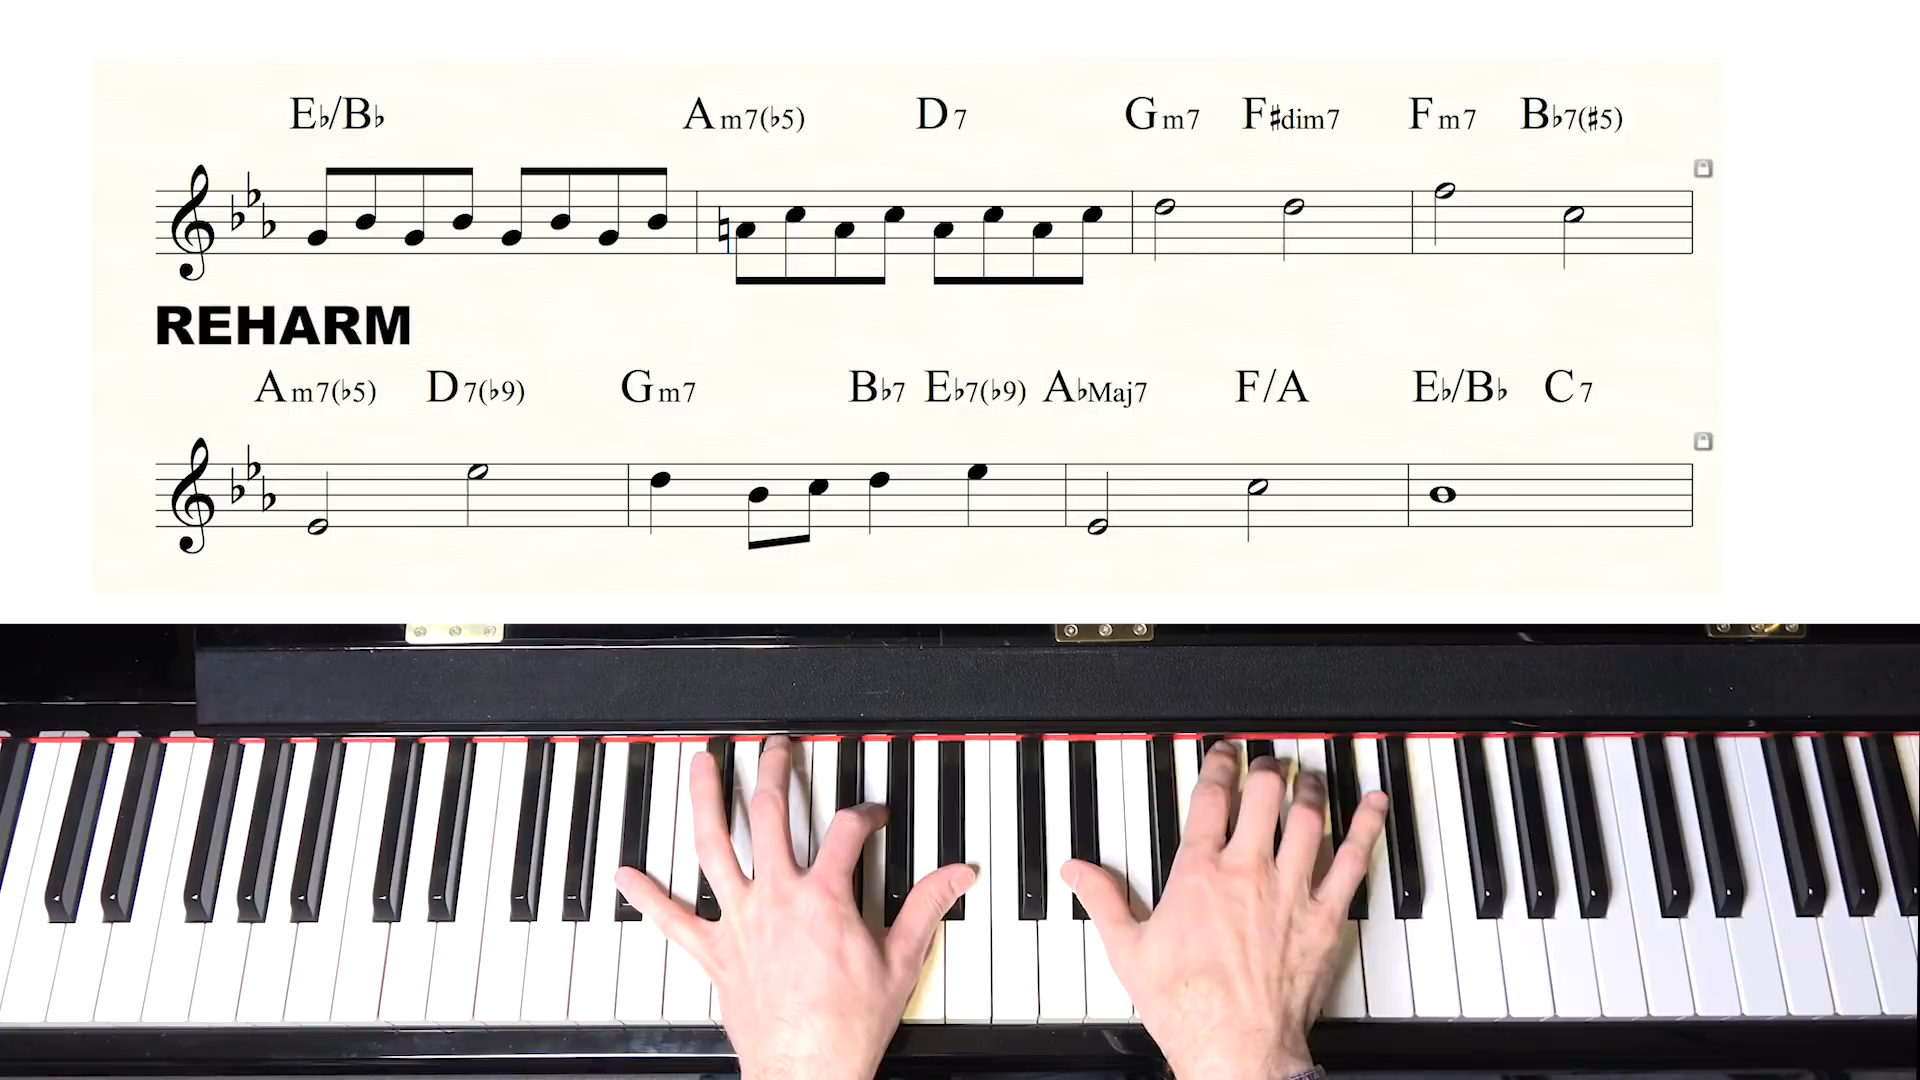 E♭/B♭ Am7(♭5) D7 Gm7 F♯dim7 Fm7 B♭7(♯5)
REHARM
Am7(♭5) D7(♭9) Gm7 B♭7 E♭7(♭9) A♭Maj7 F/A E♭/B♭ C7